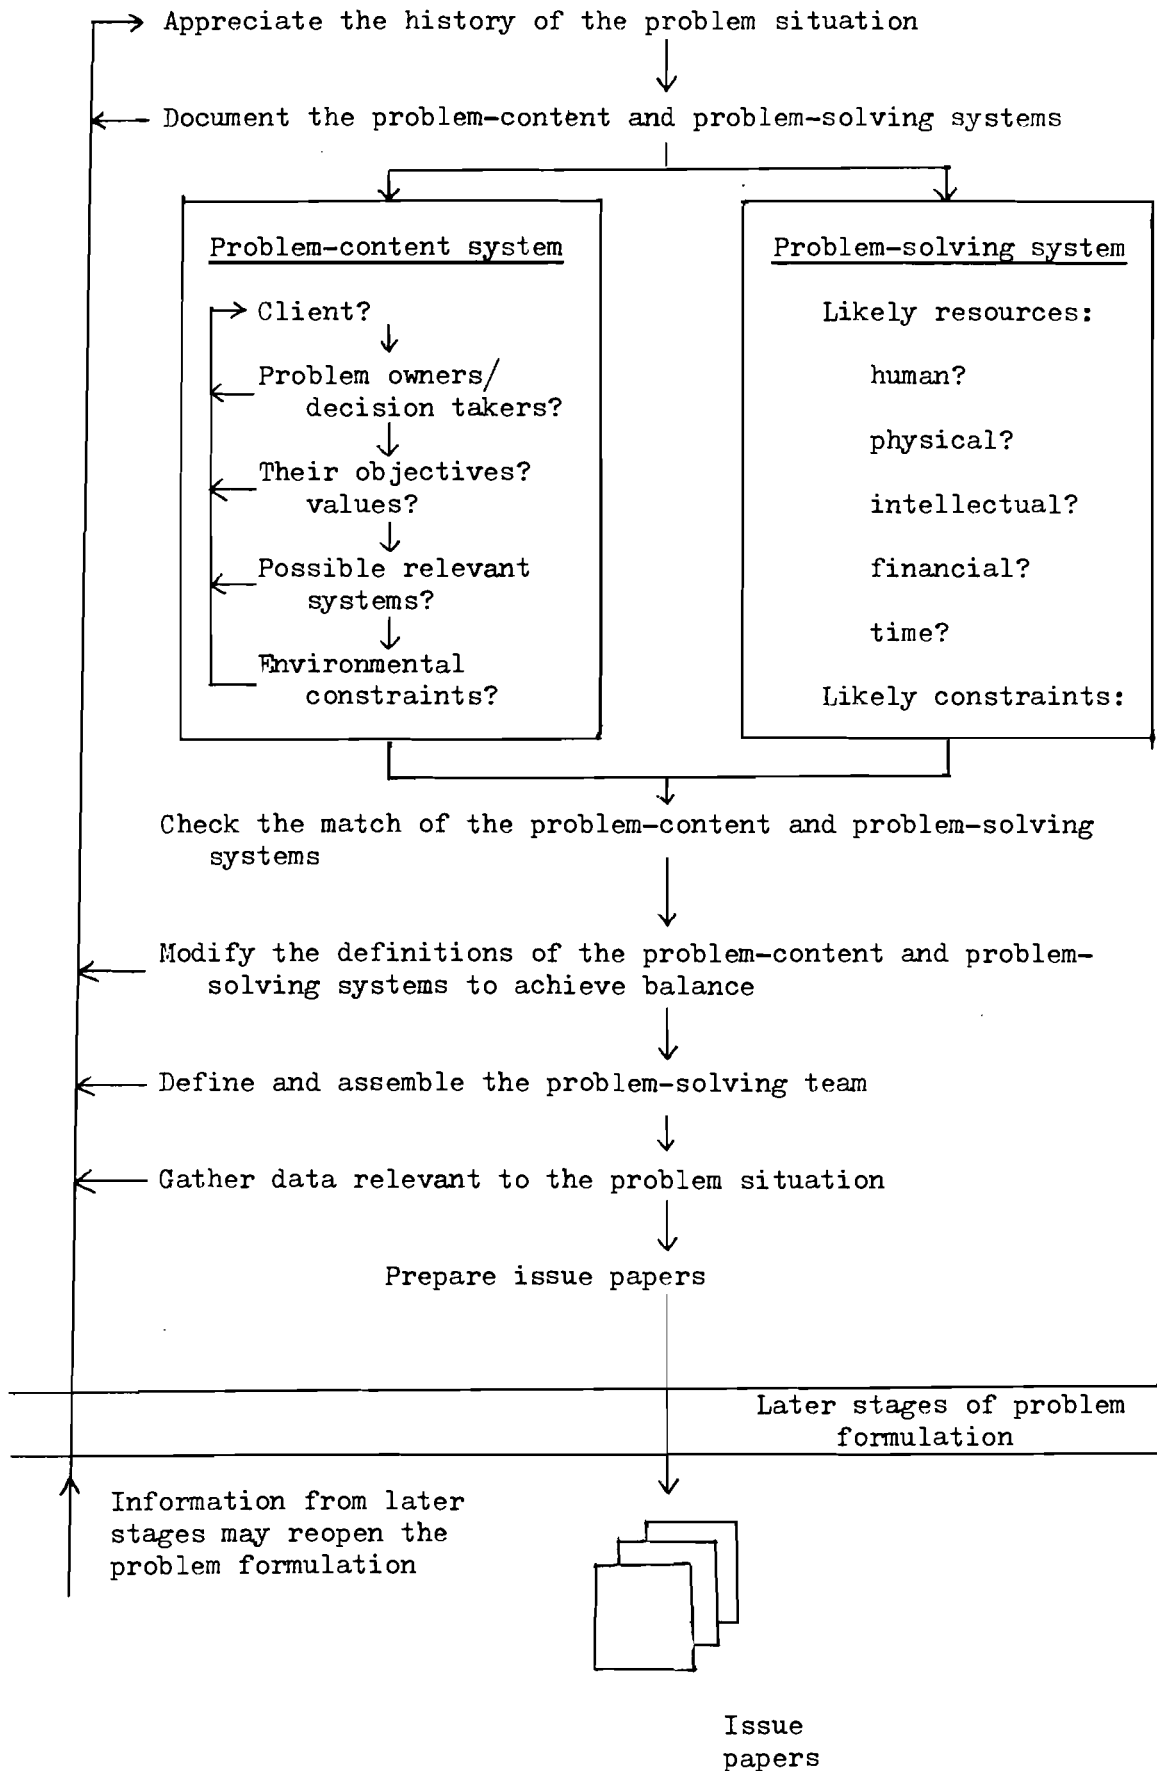 Appreciate the history of the problem situation
Document the problem-content and problem-solving systems
Problem-content system
Client?
Problem owners/
decision takers?
Their objectives?
values?
Possible relevant
systems?
Environmental
constraints?
Problem-solving system
Likely resources:
human?
physical?
intellectual?
financial?
time?
Likely constraints:
Check the match of the problem-content and problem-solving
systems
Modify the definitions of the problem-content and problem-
solving systems to achieve balance
Define and assemble the problem-solving team
Gather data relevant to the problem situation
Prepare issue papers
Later stages of problem
formulation
Information from later
stages may reopen the
problem formulation
Issue
papers